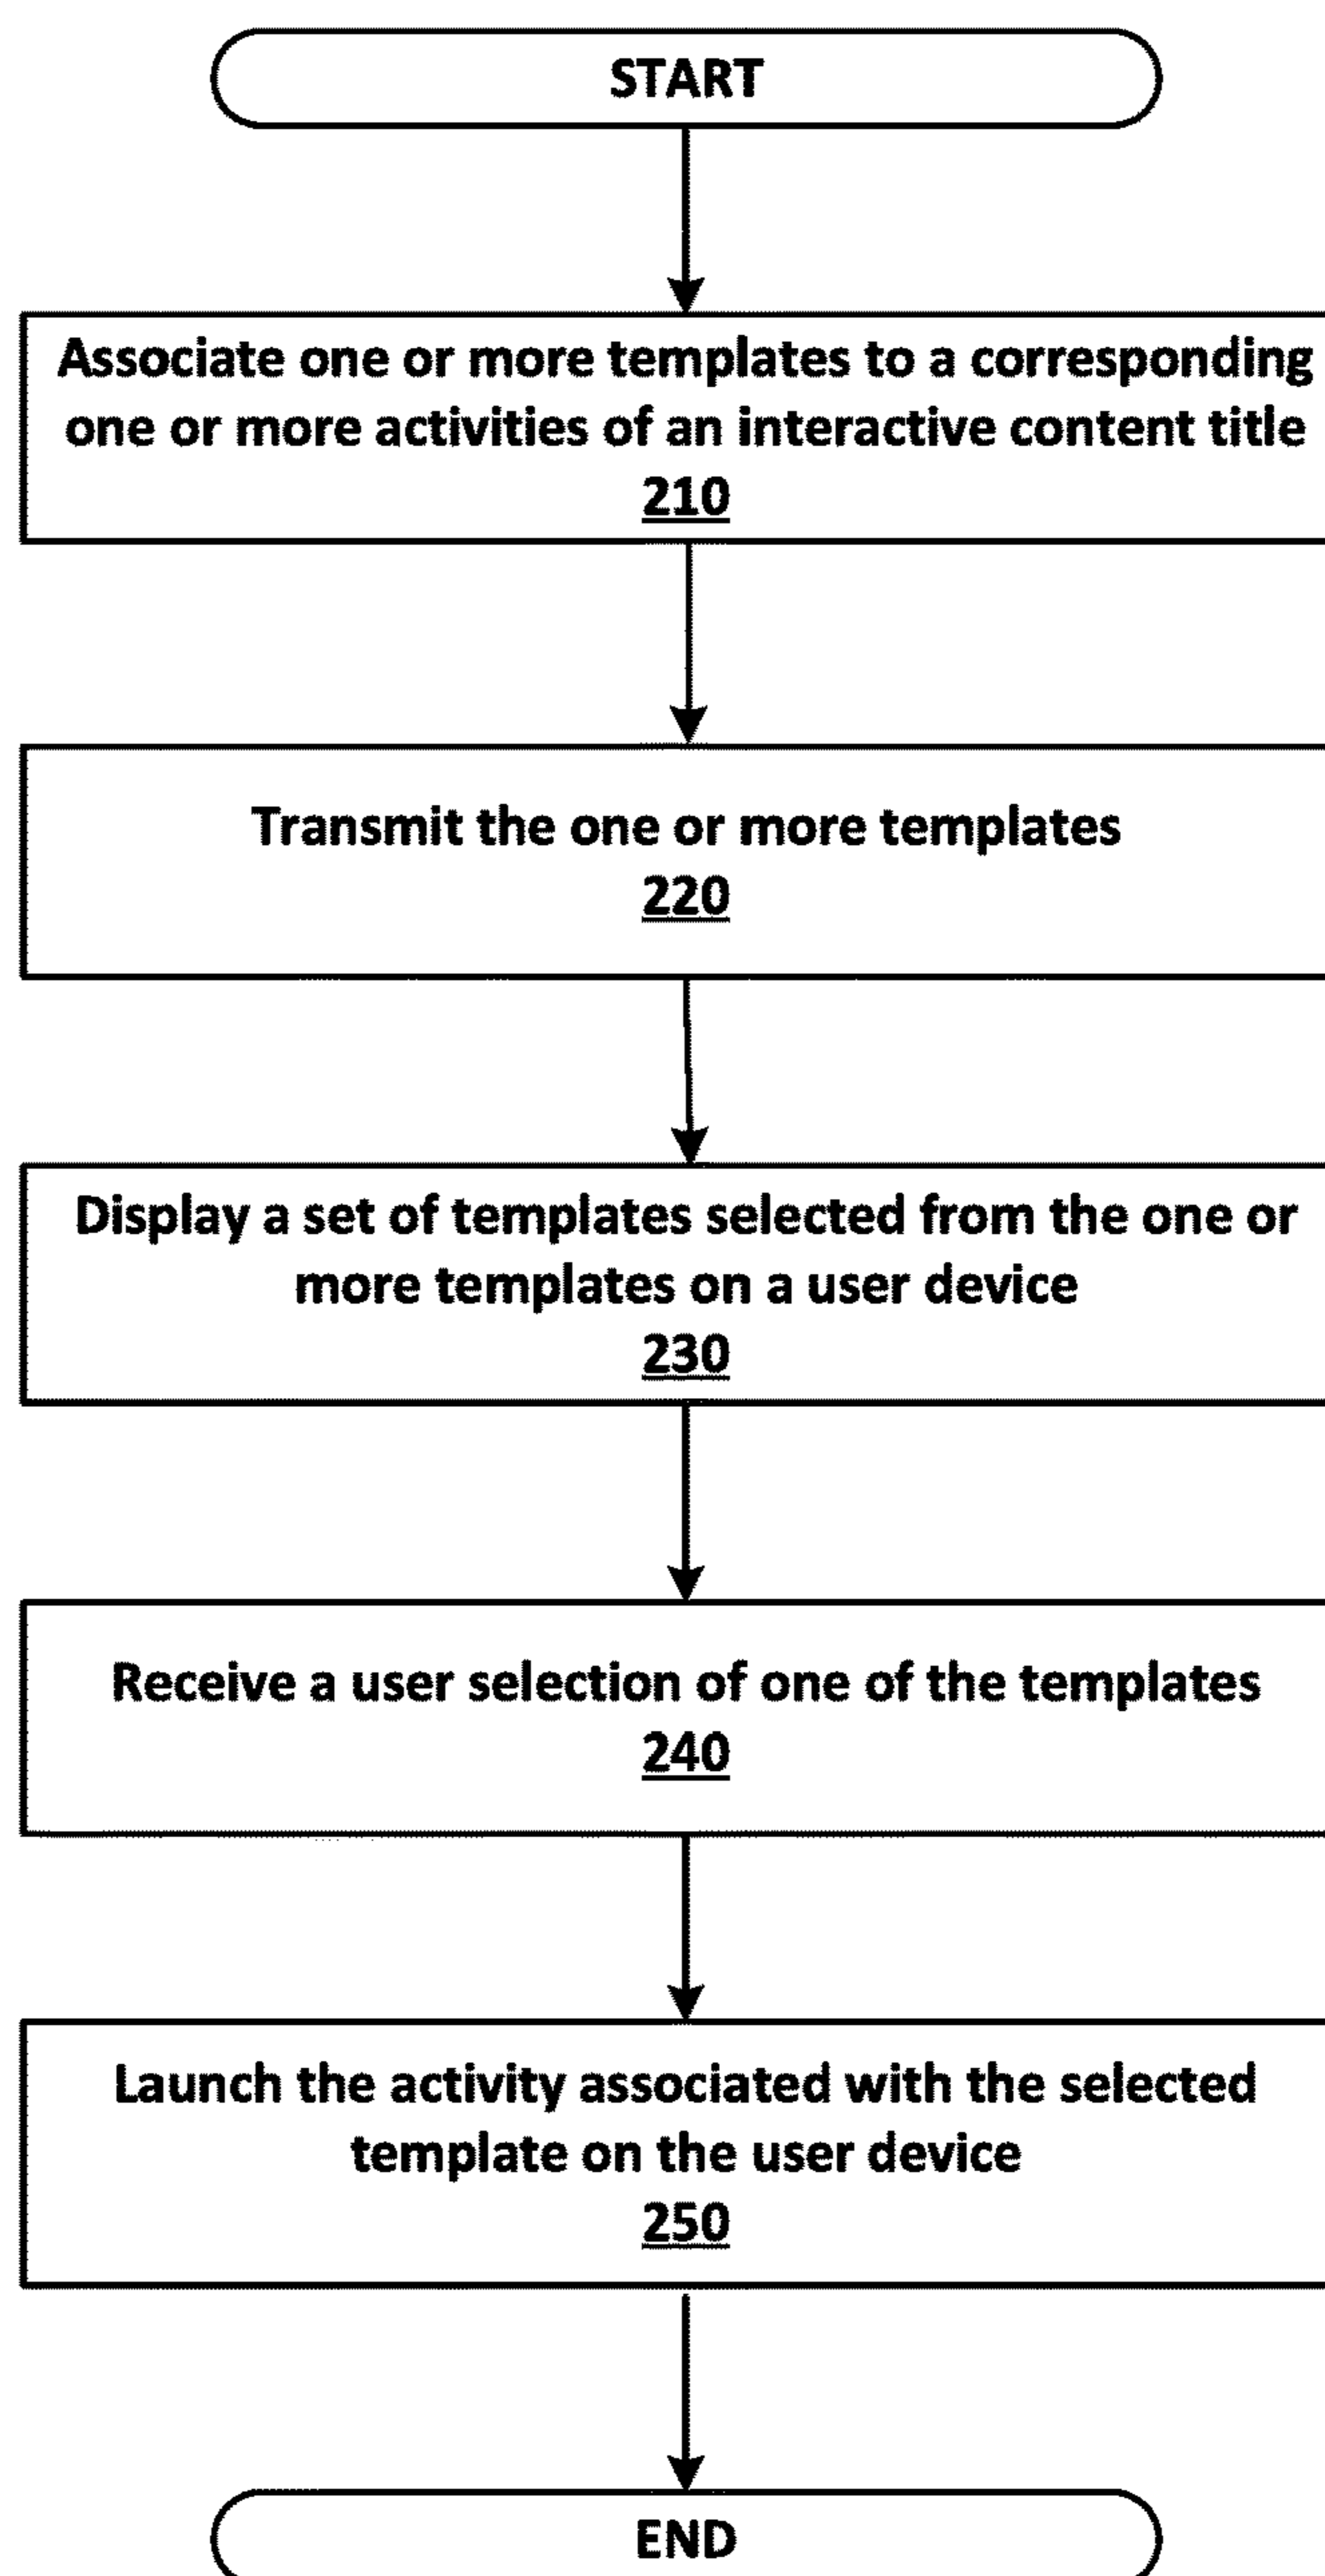 START
Associate one or more templates to a corresponding
one or more activities of an interactive content title
210
Transmit the one or more templates
220
Display a set of templates selected from the one or
more templates on a user device
230
Receive a user selection of one of the templates
240
Launch the activity associated with the selected
template on the user device
250
END